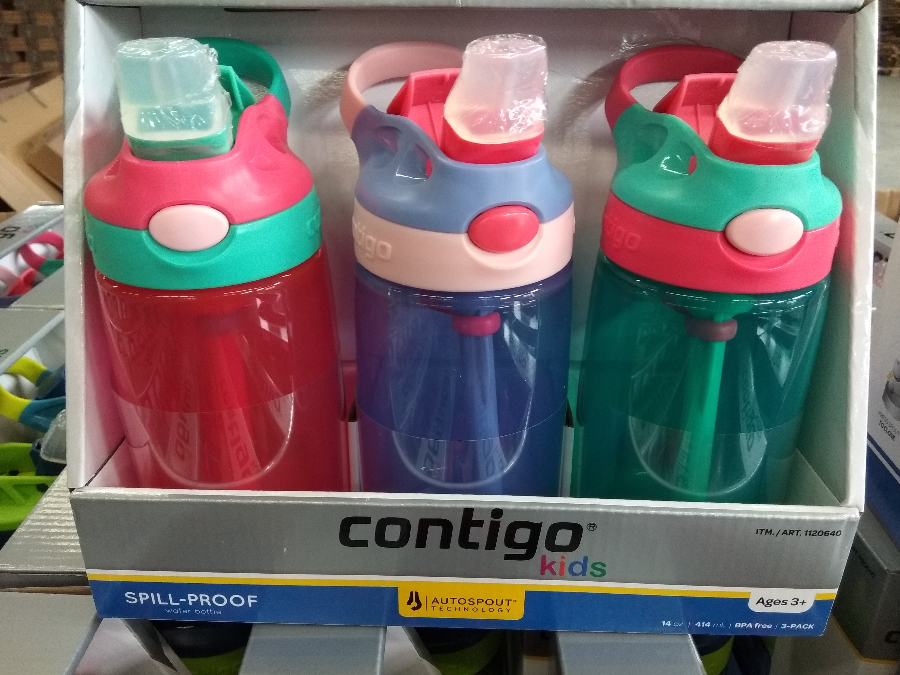 contigo®
kids
ITM. / ART. 1120640
SPILL-PROOF
water bottle
AUTOSPOUT™
TECHNOLOGY
Ages 3+
14 oz | 414 mL | BPA free | 3-PACK